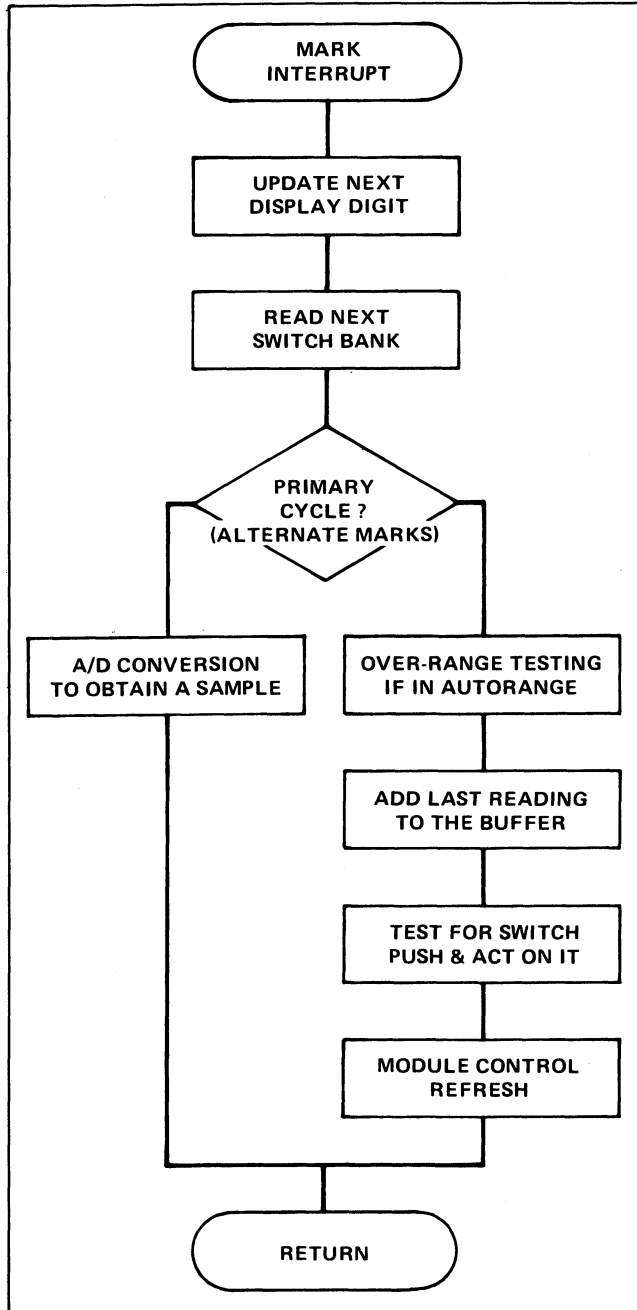 MARK
INTERRUPT
UPDATE NEXT
DISPLAY DIGIT
READ NEXT
SWITCH BANK
PRIMARY
CYCLE ?
(ALTERNATE MARKS)
A/D CONVERSION
TO OBTAIN A SAMPLE
OVER-RANGE TESTING
IF IN AUTORANGE
ADD LAST READING
TO THE BUFFER
TEST FOR SWITCH
PUSH & ACT ON IT
MODULE CONTROL
REFRESH
RETURN